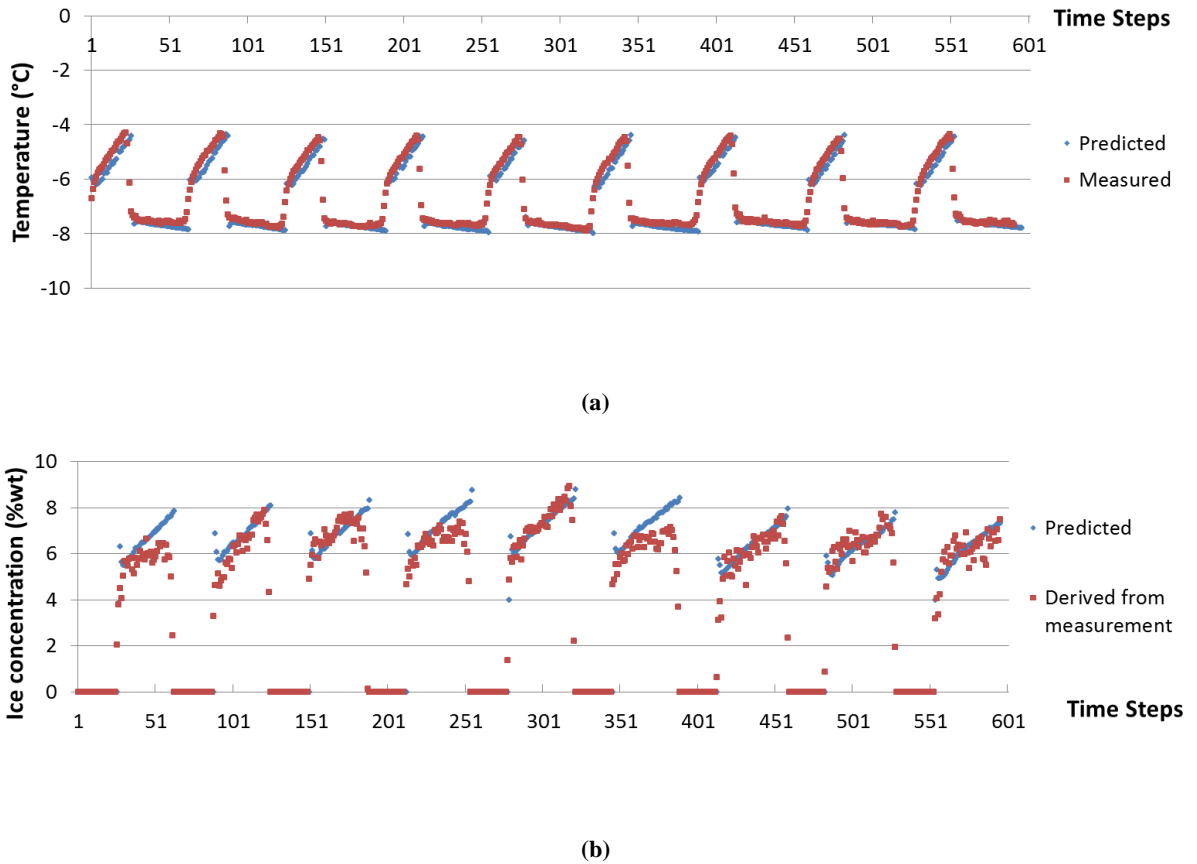 Temperature (°C)
0
-2
-4
-6
-8
-10
1 51 101 151 201 251 301 351 401 451 501 551 601
Time Steps
Predicted
Measured
(a)
Ice concentration (%wt)
10
8
6
4
2
0
1 51 101 151 201 251 301 351 401 451 501 551 601
Time Steps
Predicted
Derived from
measurement
(b)